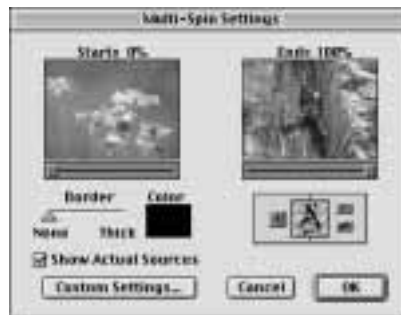 Multi-Spin Settings
Start: 0%
End: 100%
Border
Color
None
Thick
Show Actual Sources
Custom Settings...
Cancel
OK